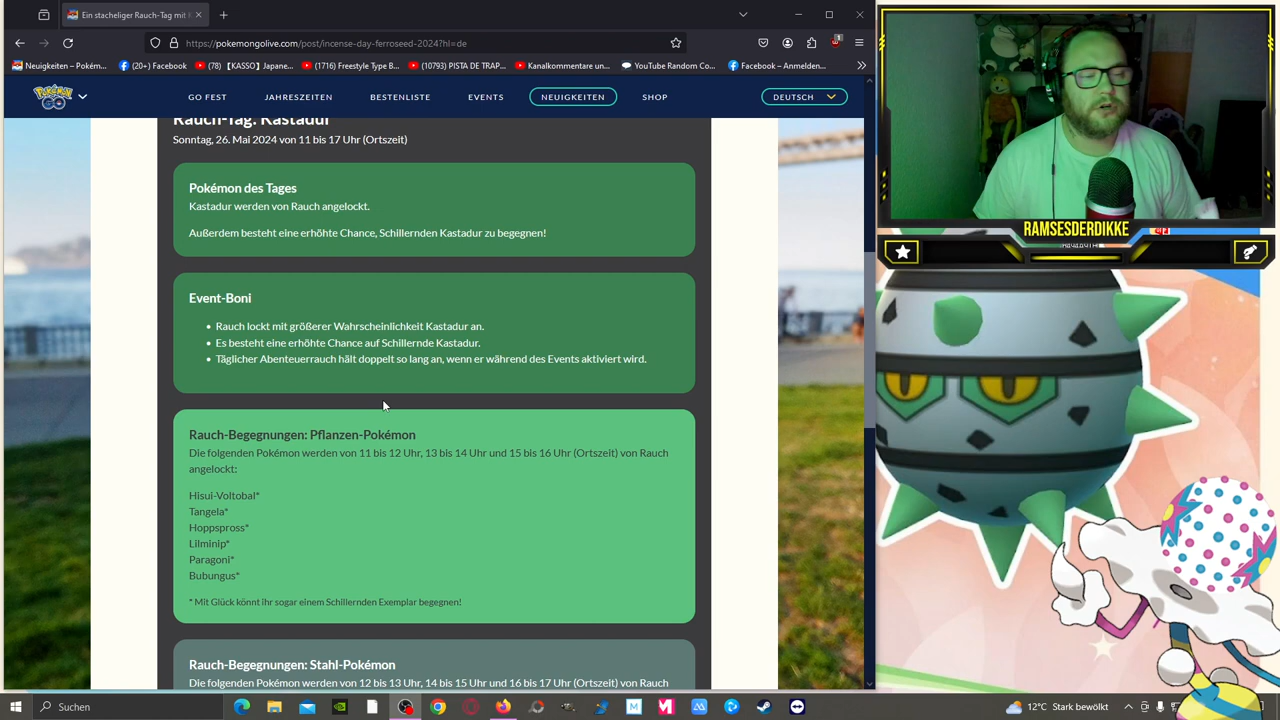 Ein stacheliger Rauch-Tag mit
https://pokemongolive.com
incense-day-ferroseed-2024?hl=de
Neuigkeiten – Pokém...
(20+) Facebook
(78) 【KASSO】Japane...
(1716) Freestyle Type B...
(10793) PISTA DE TRAP...
Kanalkommentare un...
YouTube Random Co...
Facebook – Anmelden...
GO FEST
JAHRESZEITEN
BESTENLISTE
EVENTS
NEUIGKEITEN
SHOP
DEUTSCH
Rauch-Tag: Kastadur
Sonntag, 26. Mai 2024 von 11 bis 17 Uhr (Ortszeit)
Pokémon des Tages
Kastadur werden von Rauch angelockt.
Außerdem besteht eine erhöhte Chance, Schillernden Kastadur zu begegnen!
Event-Boni
Rauch lockt mit größerer Wahrscheinlichkeit Kastadur an.
Es besteht eine erhöhte Chance auf Schillernde Kastadur.
Täglicher Abenteuerrauch hält doppelt so lang an, wenn er während des Events aktiviert wird.
Rauch-Begegnungen: Pflanzen-Pokémon
Die folgenden Pokémon werden von 11 bis 12 Uhr, 13 bis 14 Uhr und 15 bis 16 Uhr (Ortszeit) von Rauch
angelockt:
Hisui-Voltobal*
Tangela*
Hoppspross*
Lilminip*
Paragoni*
Bubungus*
* Mit Glück könnt ihr sogar einem Schillernden Exemplar begegnen!
Rauch-Begegnungen: Stahl-Pokémon
Die folgenden Pokémon werden von 12 bis 13 Uhr, 14 bis 15 Uhr und 16 bis 17 Uhr (Ortszeit) von Rauch
RAMSESDERDIKKE
Suchen
12°C Stark bewölkt